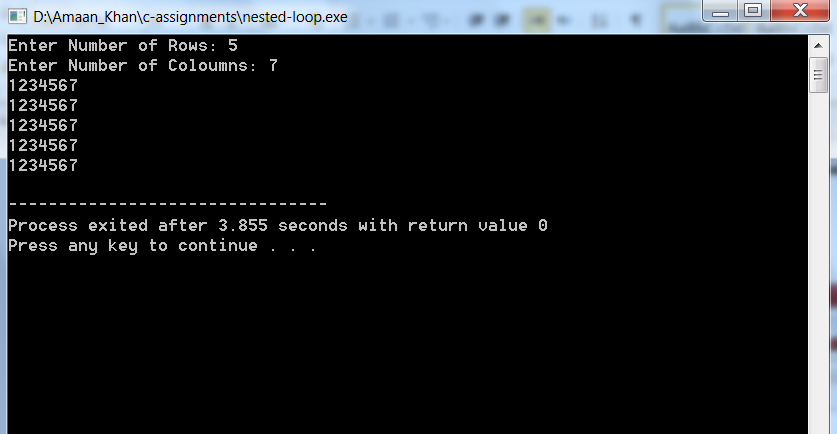 D:\Amaan_Khan\c-assignments\nested-loop.exe
Enter Number of Rows: 5
Enter Number of Coloumns: 7
1234567
1234567
1234567
1234567
1234567
--------------------------------
Process exited after 3.855 seconds with return value 0
Press any key to continue . . .